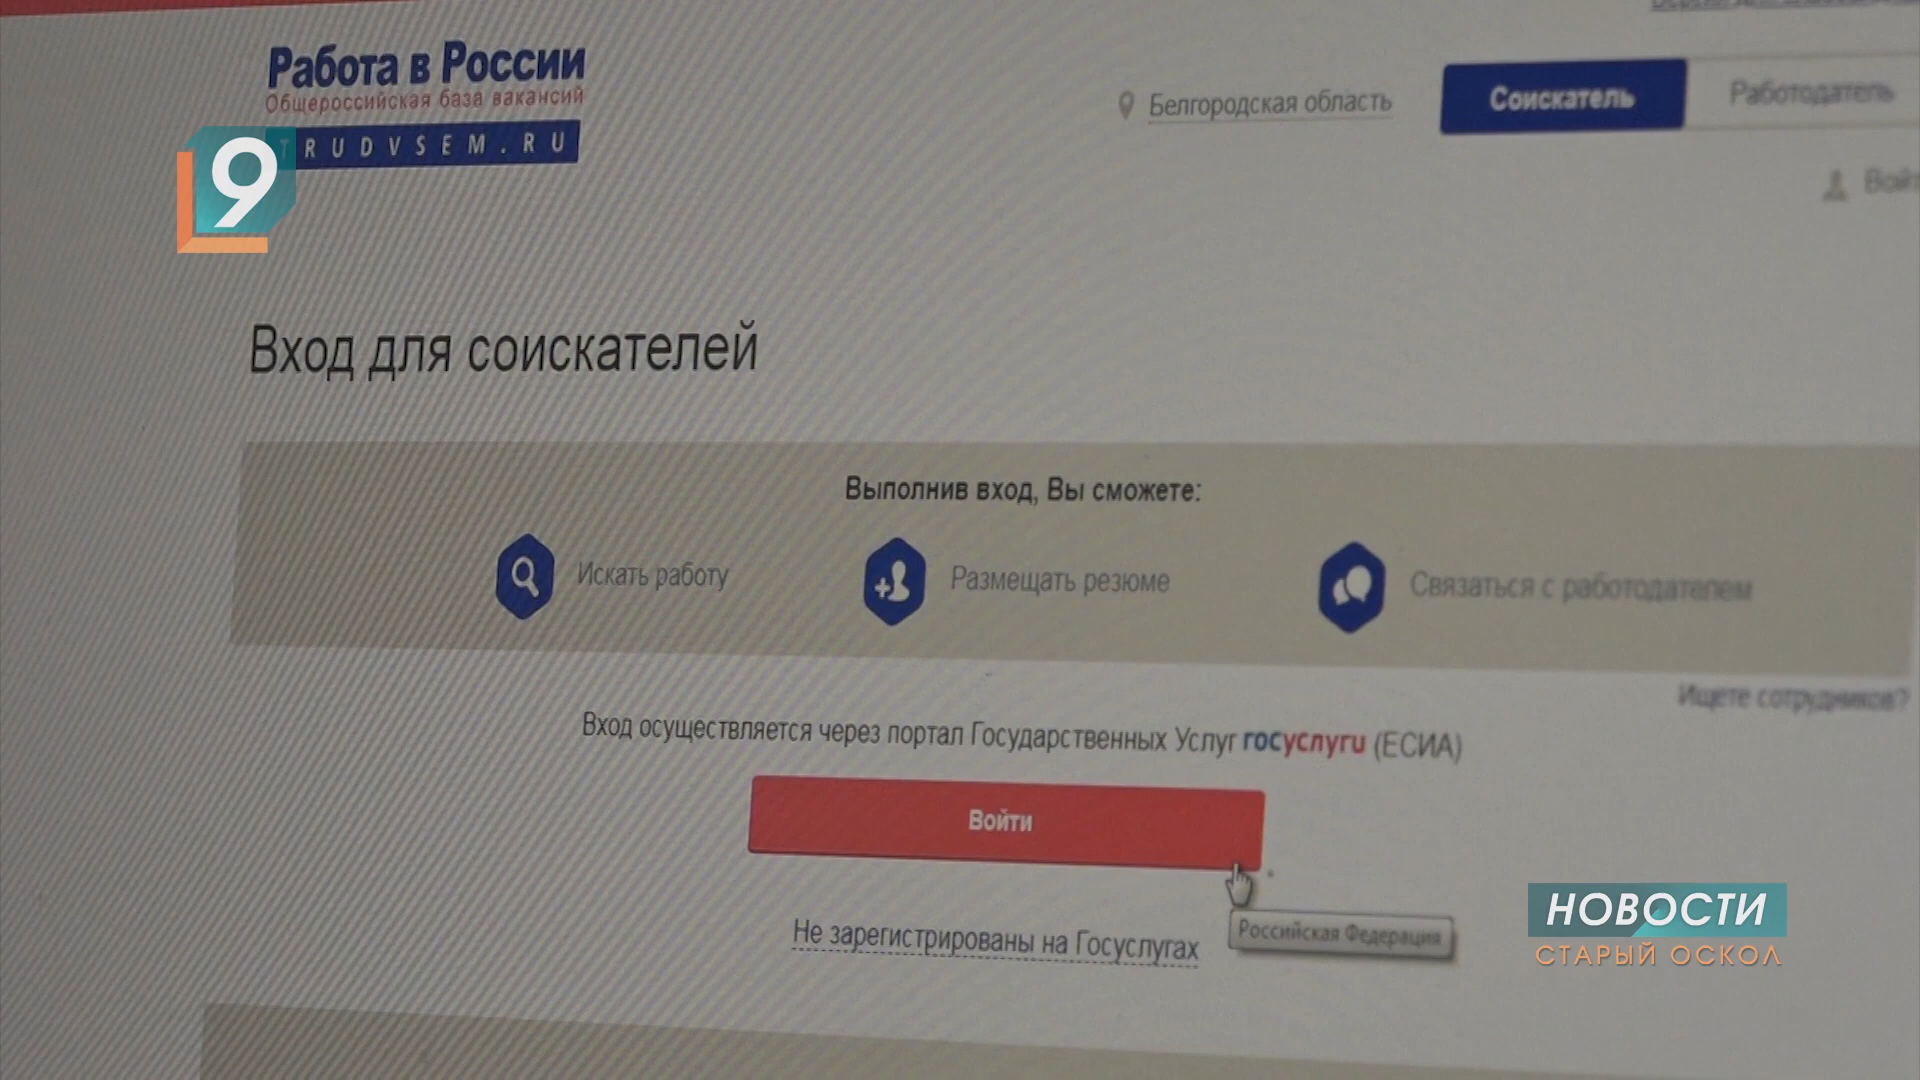 Работа в России
Общероссийская база вакансий
TRUDVSEM.RU
9
Белгородская область
Соискатель
Работодатель
Войти
Вход для соискателей
Выполнив вход, Вы сможете:
Искать работу
Размещать резюме
Связаться с работодателем
Ищете сотрудников?
Вход осуществляется через портал Государственных Услуг госуслуги (ЕСИА)
Войти
Российская Федерация
Не зарегистрированы на Госуслугах
НОВОСТИ
СТАРЫЙ ОСКОЛ